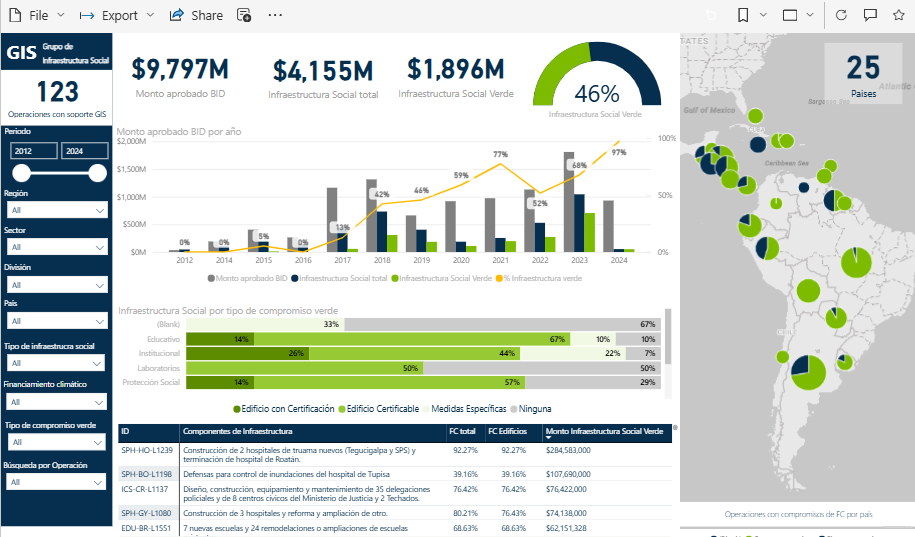 File
Export
Share
GIS
Grupo de
Infraestructura Social
123
Operaciones con soporte GIS
Periodo
2012
2024
Región
All
Sector
All
División
All
País
All
Tipo de infraestrucra social
All
Financiamiento climático
All
Tipo de compromiso verde
All
Búsqueda por Operación
All
$9,797M
Monto aprobado BID
$4,155M
Infraestructura Social total
$1,896M
Infraestructura Social Verde
46%
Infraestructura Social Verde
Monto aprobado BID por año
$2,000M
$1,500M
$1,000M
$500M
$0M
100%
50%
0%
0%
0%
5%
0%
13%
42%
46%
59%
77%
52%
68%
97%
2012
2014
2015
2016
2017
2018
2019
2020
2021
2022
2023
2024
Monto aprobado BID
Infraestructura Social total
Infraestructura Social Verde
% Infraestructura verde
Infraestructura Social por tipo de compromiso verde
(Blank) 33% 67%
Educativo 14% 67% 10% 10%
Institucional 26% 44% 22% 7%
Laboratorios 50% 50%
Protección Social 14% 57% 29%
Edificio con Certificación
Edificio Certificable
Medidas Específicas
Ninguna
ID Componentes de Infraestructura FC total FC Edificios Monto Infraestructura Social Verde
SPH-HO-L1239 Construcción de 2 hospitales de truama nuevos (Tegucigalpa y SPS) y 92.27% 92.27% $284,583,000
terminación de hospital de Roatán.
SPH-BO-L1198 Defensas para control de inundaciones del hospital de Tupisa 39.16% 39.16% $107,690,000
ICS-CR-L1137 Diseño, construcción, equipamiento y mantenimiento de 35 delegaciones 76.42% 76.42% $76,422,000
policiales y de 8 centros cívicos del Ministerio de Justicia y 2 Techados.
SPH-GY-L1080 Construcción de 3 hospitales y reforma y ampliación de otro. 80.21% 76.43% $74,138,000
EDU-BR-L1551 7 nuevas escuelas y 24 remodelaciones o ampliaciones de escuelas 68.63% 68.63% $62,151,328
TATES
25
Paises
Gulf of Mexico
Caribbean Sea
Operaciones con compromisos de FC por país